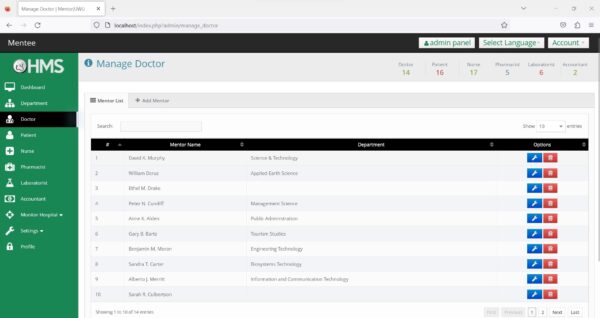 Manage Doctor | Mentor(UWU
localhost/index.php?admin/manage_doctor
Mentee
admin panel
Select Language
Account
HMS
Manage Doctor
Doctor
14
Patient
16
Nurse
17
Pharmacist
5
Laboratorist
6
Accountant
2
Dashboard
Department
Doctor
Patient
Nurse
Pharmacist
Laboratorist
Accountant
Monitor Hospital
Settings
Profile
Mentor List
Add Mentor
Search:
Show 10 entries
# Mentor Name Department Options
1 David K. Murphy Science & Technology
2 William Doruz Applied Earth Science
3 Ethel M. Drake
4 Peter N. Cundiff Management Science
5 Anne K. Alden Public Administration
6 Gary B. Bartz Tourism Studies
7 Benjamin M. Moran Engineering Technology
8 Sandra T. Carter Biosystems Technology
9 Alberta J. Merritt Information and Communication Technology
10 Sarah R. Culbertson
Showing 1 to 10 of 14 entries
First Previous 1 2 Next Last